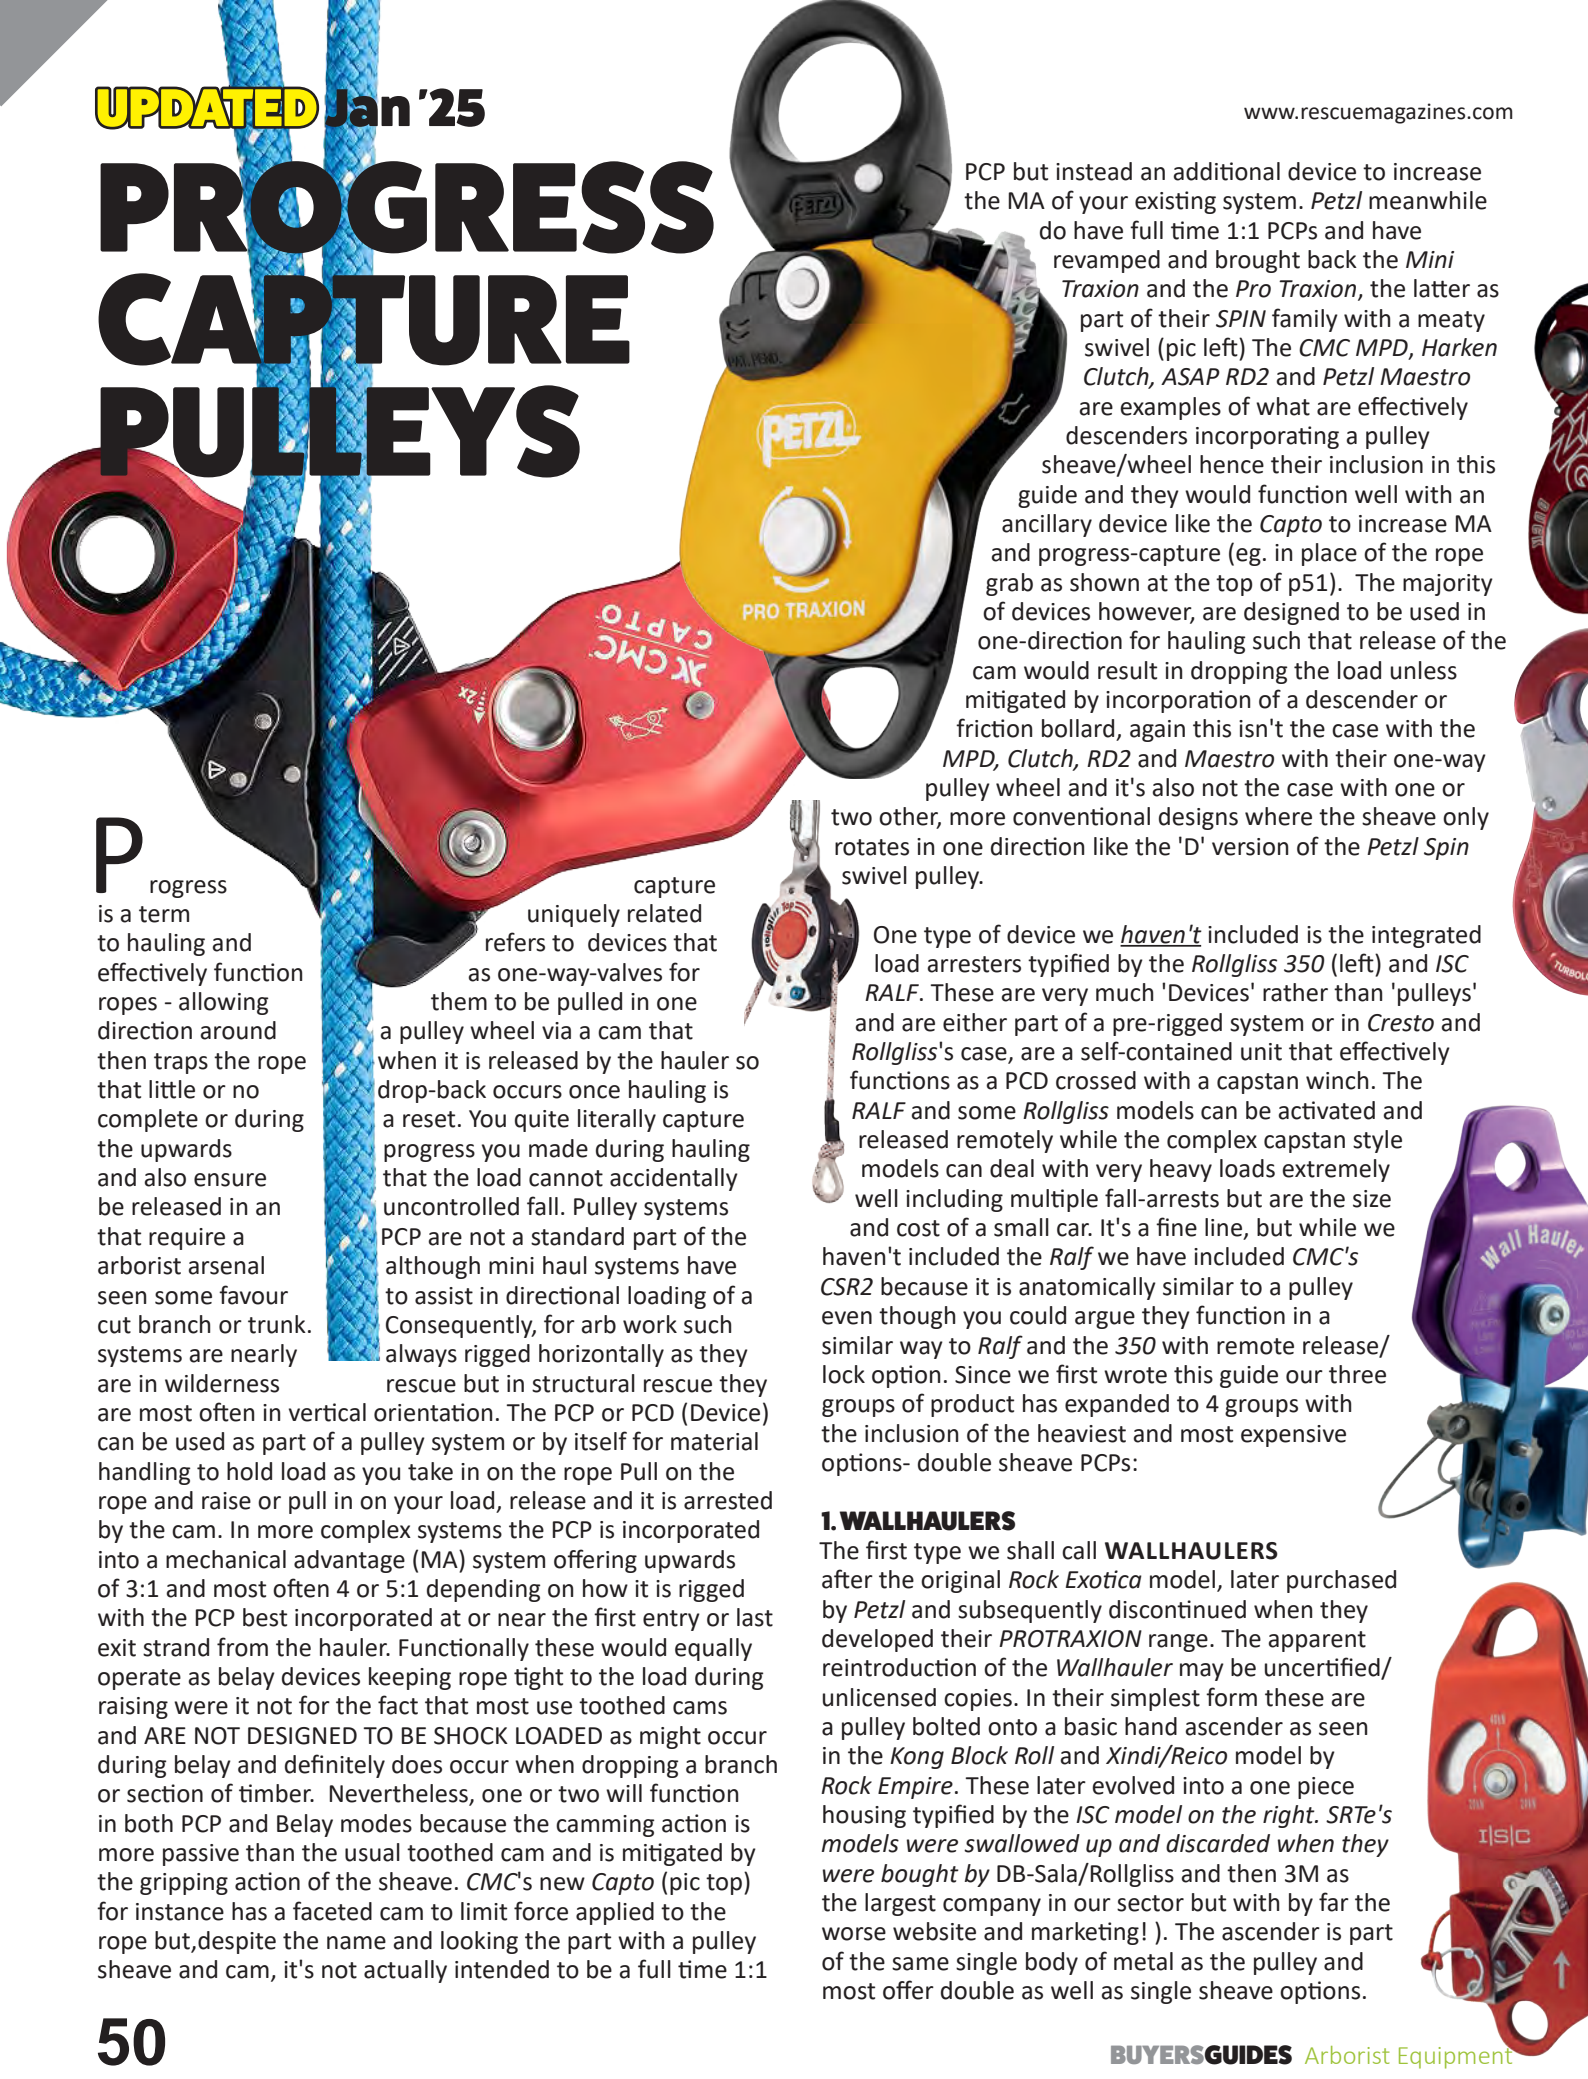 UPDATED Jan '25
www.rescuemagazines.com
PROGRESS
CAPTURE
PULLEYS
PETZL
PAT. PEND.
PETZL
PRO TRAXION
CMC
CAPTO
2x
Progress capture
is a term uniquely related
to hauling and refers to devices that
effectively function as one-way-valves for
ropes - allowing them to be pulled in one
direction around a pulley wheel via a cam that
then traps the rope when it is released by the hauler so
that little or no drop-back occurs once hauling is
complete or during a reset. You quite literally capture
the upwards progress you made during hauling
and also ensure that the load cannot accidentally
be released in an uncontrolled fall. Pulley systems
that require a PCP are not a standard part of the
arborist arsenal although mini haul systems have
seen some favour to assist in directional loading of a
cut branch or trunk. Consequently, for arb work such
systems are nearly always rigged horizontally as they
are in wilderness rescue but in structural rescue they
are most often in vertical orientation. The PCP or PCD (Device)
can be used as part of a pulley system or by itself for material
handling to hold load as you take in on the rope Pull on the
rope and raise or pull in on your load, release and it is arrested
by the cam. In more complex systems the PCP is incorporated
into a mechanical advantage (MA) system offering upwards
of 3:1 and most often 4 or 5:1 depending on how it is rigged
with the PCP best incorporated at or near the first entry or last
exit strand from the hauler. Functionally these would equally
operate as belay devices keeping rope tight to the load during
raising were it not for the fact that most use toothed cams
and ARE NOT DESIGNED TO BE SHOCK LOADED as might occur
during belay and definitely does occur when dropping a branch
or section of timber. Nevertheless, one or two will function
in both PCP and Belay modes because the camming action is
more passive than the usual toothed cam and is mitigated by
the gripping action of the sheave. CMC's new Capto (pic top)
for instance has a faceted cam to limit force applied to the
rope but,despite the name and looking the part with a pulley
sheave and cam, it's not actually intended to be a full time 1:1
PCP but instead an additional device to increase
the MA of your existing system. Petzl meanwhile
do have full time 1:1 PCPs and have
revamped and brought back the Mini
Traxion and the Pro Traxion, the latter as
part of their SPIN family with a meaty
swivel (pic left) The CMC MPD, Harken
Clutch, ASAP RD2 and Petzl Maestro
are examples of what are effectively
descenders incorporating a pulley
sheave/wheel hence their inclusion in this
guide and they would function well with an
ancillary device like the Capto to increase MA
and progress-capture (eg. in place of the rope
grab as shown at the top of p51). The majority
of devices however, are designed to be used in
one-direction for hauling such that release of the
cam would result in dropping the load unless
mitigated by incorporation of a descender or
friction bollard, again this isn't the case with the
MPD, Clutch, RD2 and Maestro with their one-way
pulley wheel and it's also not the case with one or
two other, more conventional designs where the sheave only
rotates in one direction like the 'D' version of the Petzl Spin
swivel pulley.
One type of device we haven't included is the integrated
load arresters typified by the Rollgliss 350 (left) and ISC
RALF. These are very much 'Devices' rather than 'pulleys'
and are either part of a pre-rigged system or in Cresto and
Rollgliss's case, are a self-contained unit that effectively
functions as a PCD crossed with a capstan winch. The
RALF and some Rollgliss models can be activated and
released remotely while the complex capstan style
models can deal with very heavy loads extremely
well including multiple fall-arrests but are the size
and cost of a small car. It's a fine line, but while we
haven't included the Ralf we have included CMC's
CSR2 because it is anatomically similar to a pulley
even though you could argue they function in a
similar way to Ralf and the 350 with remote release/
lock option. Since we first wrote this guide our three
groups of product has expanded to 4 groups with
the inclusion of the heaviest and most expensive
options- double sheave PCPs:
1. WALLHAULERS
The first type we shall call WALLHAULERS
after the original Rock Exotica model, later purchased
by Petzl and subsequently discontinued when they
developed their PROTRAXION range. The apparent
reintroduction of the Wallhauler may be uncertified/
unlicensed copies. In their simplest form these are
a pulley bolted onto a basic hand ascender as seen
in the Kong Block Roll and Xindi/Reico model by
Rock Empire. These later evolved into a one piece
housing typified by the ISC model on the right. SRTe's
models were swallowed up and discarded when they
were bought by DB-Sala/Rollgliss and then 3M as
the largest company in our sector but with by far the
worse website and marketing! ). The ascender is part
of the same single body of metal as the pulley and
most offer double as well as single sheave options.
rollgliss Top
Wall Hauler
ISC
50
BUYERSGUIDES Arborist Equipment